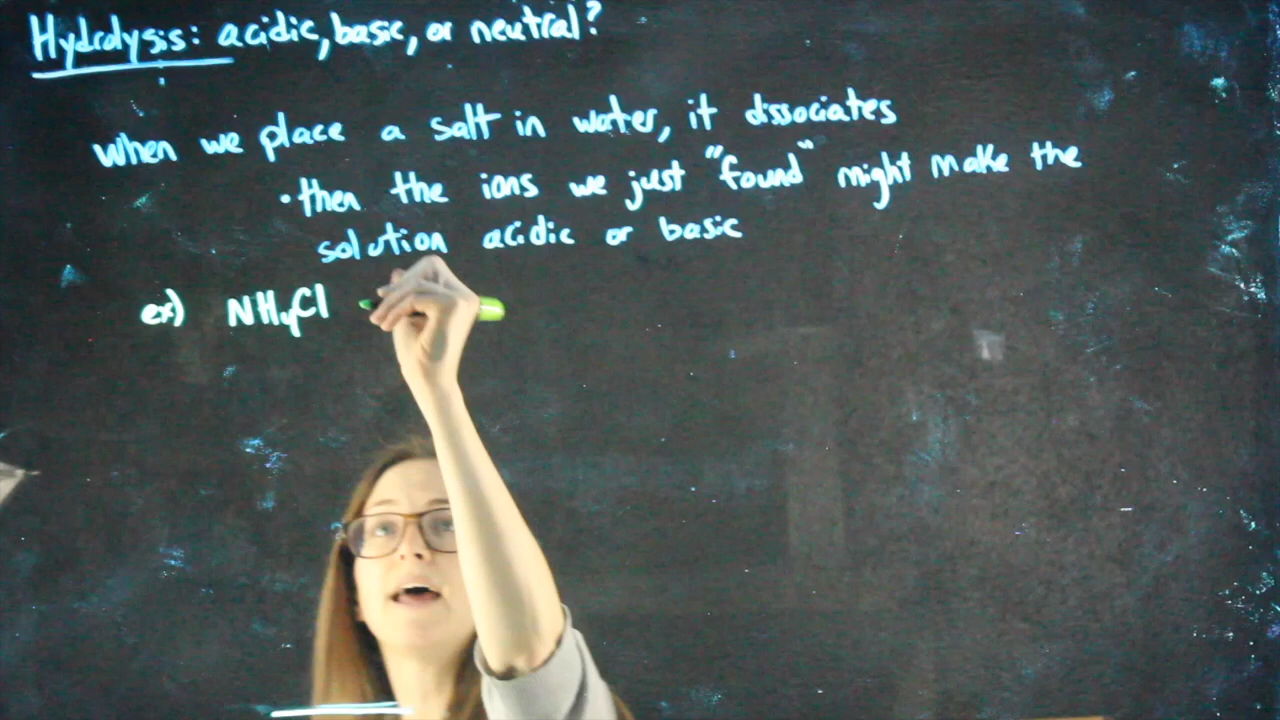 Hydrolysis: acidic, basic, or neutral?
When we place a salt in water, it dissociates
• then the ions we just "found" might make the
solution acidic or basic
ex) NH₄Cl